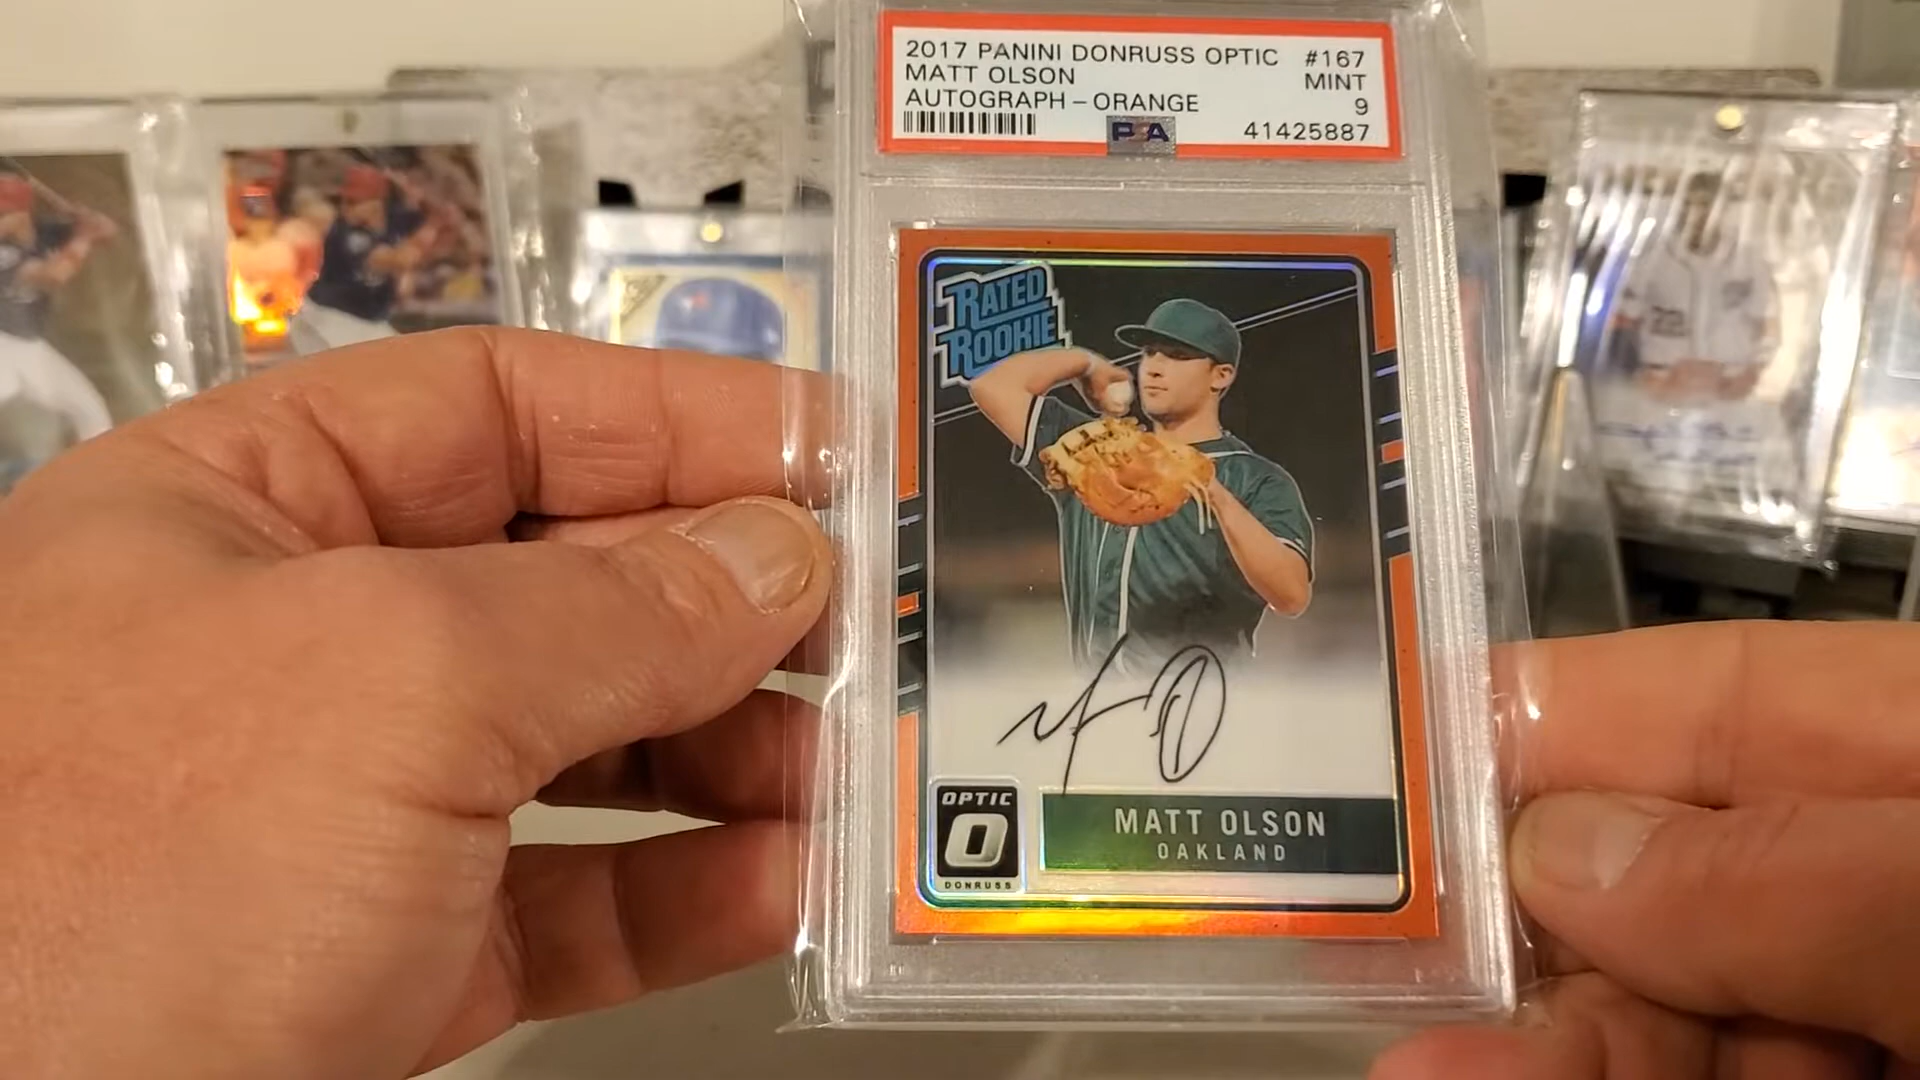 2017 PANINI DONRUSS OPTIC #167
MATT OLSON MINT
AUTOGRAPH – ORANGE 9
PSA 41425887
RATED
ROOKIE
OPTIC
O
DONRUSS
MATT OLSON
OAKLAND
22